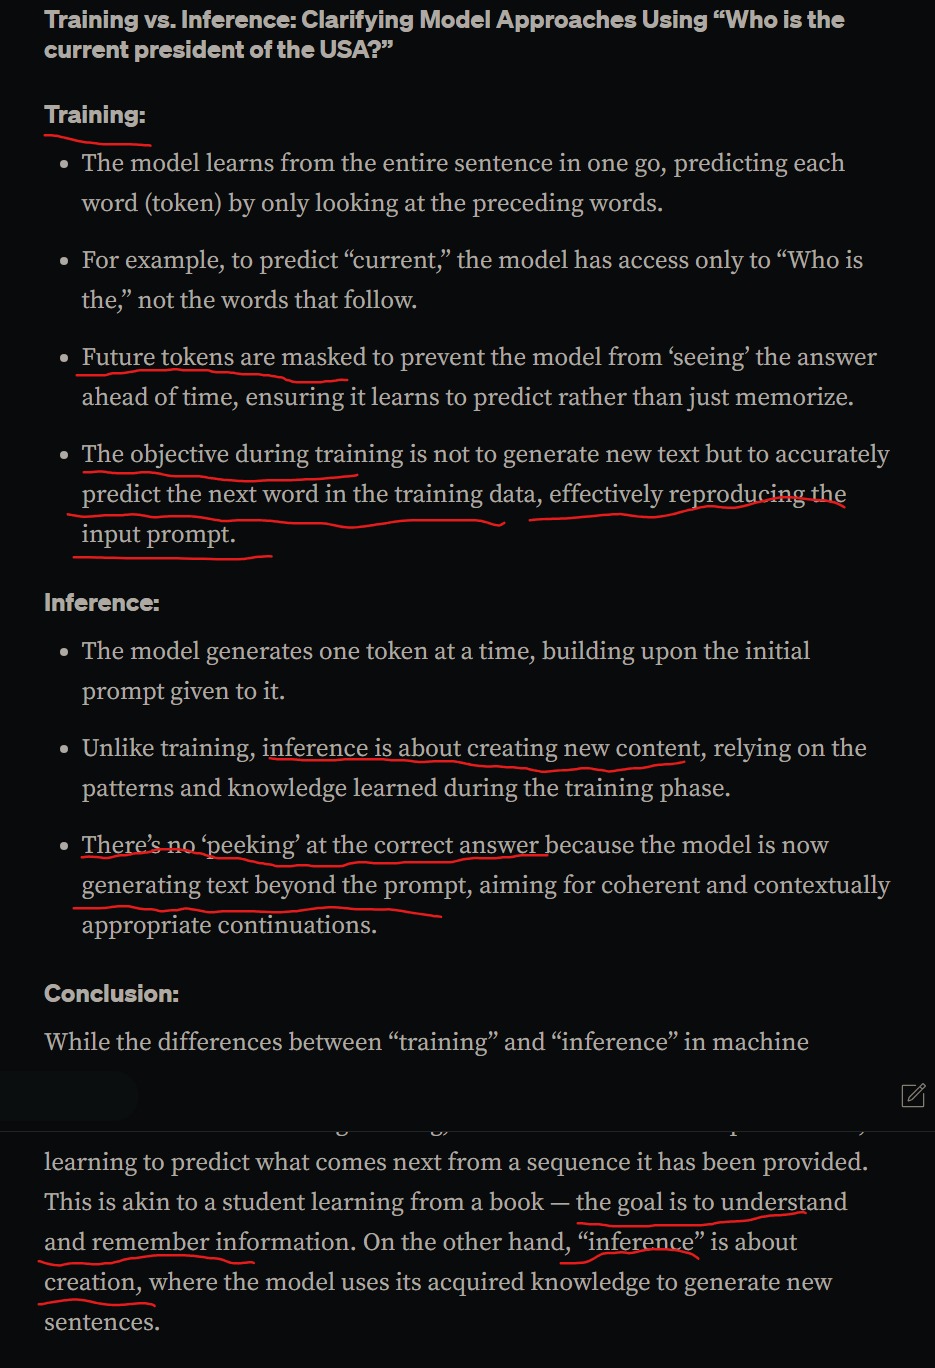 Training vs. Inference: Clarifying Model Approaches Using “Who is the
current president of the USA?”
Training:
• The model learns from the entire sentence in one go, predicting each
word (token) by only looking at the preceding words.
• For example, to predict “current,” the model has access only to “Who is
the,” not the words that follow.
• Future tokens are masked to prevent the model from ‘seeing’ the answer
ahead of time, ensuring it learns to predict rather than just memorize.
• The objective during training is not to generate new text but to accurately
predict the next word in the training data, effectively reproducing the
input prompt.
Inference:
• The model generates one token at a time, building upon the initial
prompt given to it.
• Unlike training, inference is about creating new content, relying on the
patterns and knowledge learned during the training phase.
• There’s no ‘peeking’ at the correct answer because the model is now
generating text beyond the prompt, aiming for coherent and contextually
appropriate continuations.
Conclusion:
While the differences between “training” and “inference” in machine
learning to predict what comes next from a sequence it has been provided.
This is akin to a student learning from a book — the goal is to understand
and remember information. On the other hand, “inference” is about
creation, where the model uses its acquired knowledge to generate new
sentences.